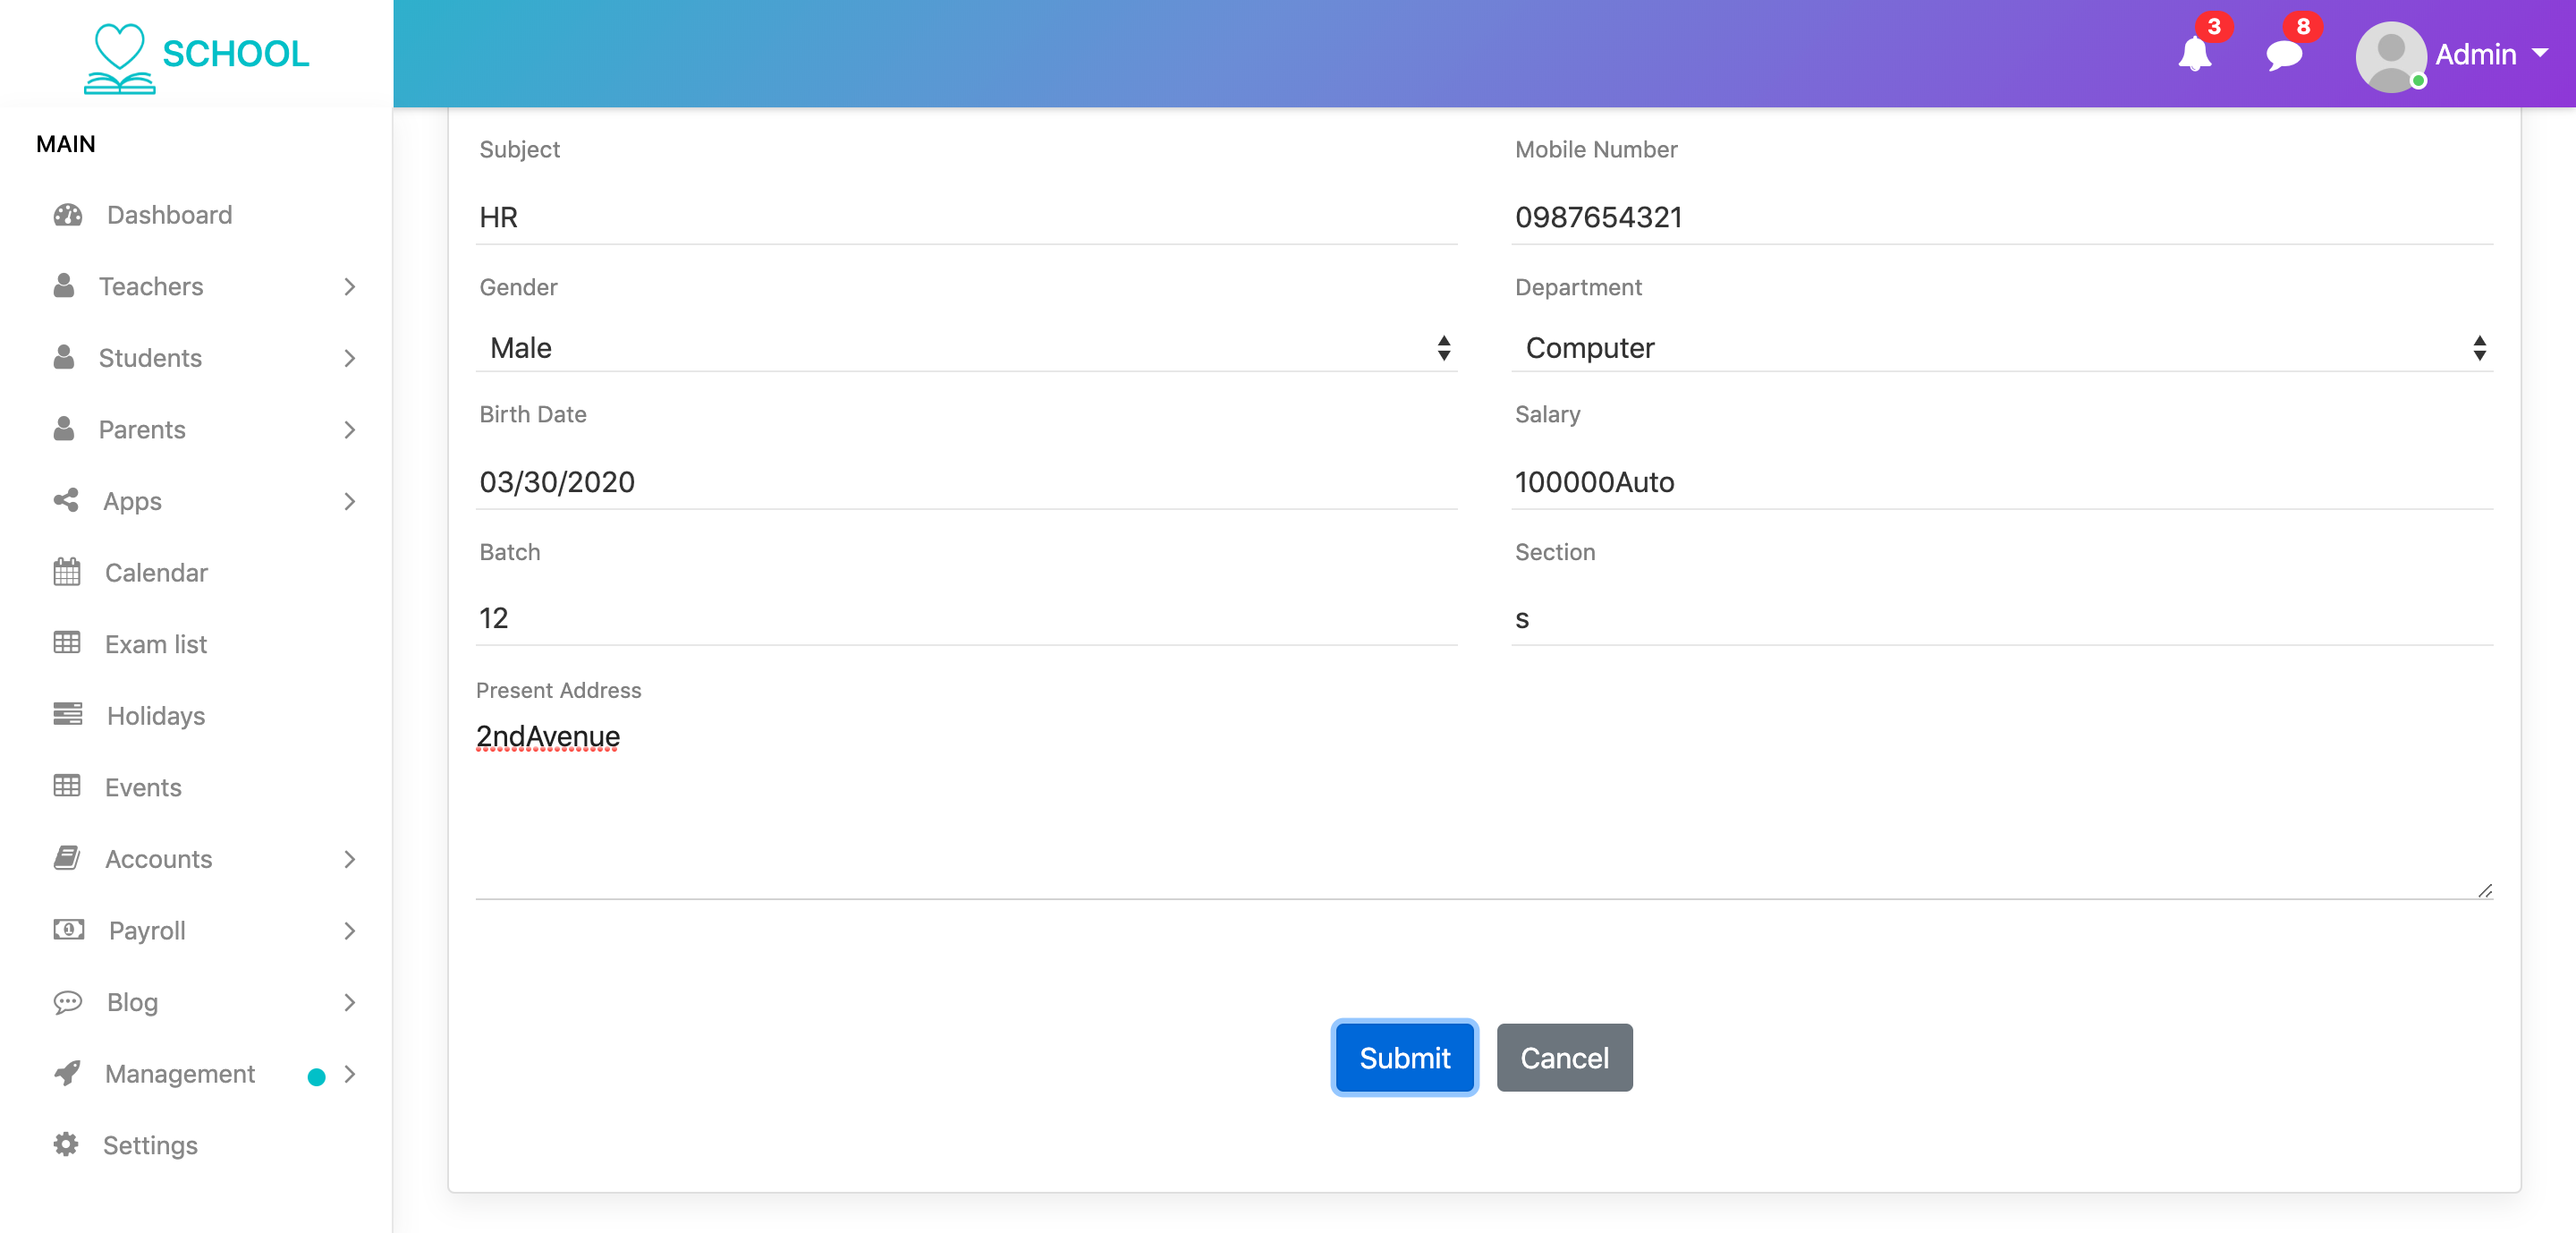 SCHOOL
3
8
Admin
MAIN
Dashboard
Teachers
Students
Parents
Apps
Calendar
Exam list
Holidays
Events
Accounts
Payroll
Blog
Management
Settings
Subject
Mobile Number
HR
0987654321
Gender
Department
Male
Computer
Birth Date
Salary
03/30/2020
100000Auto
Batch
Section
12
s
Present Address
2ndAvenue
Submit
Cancel